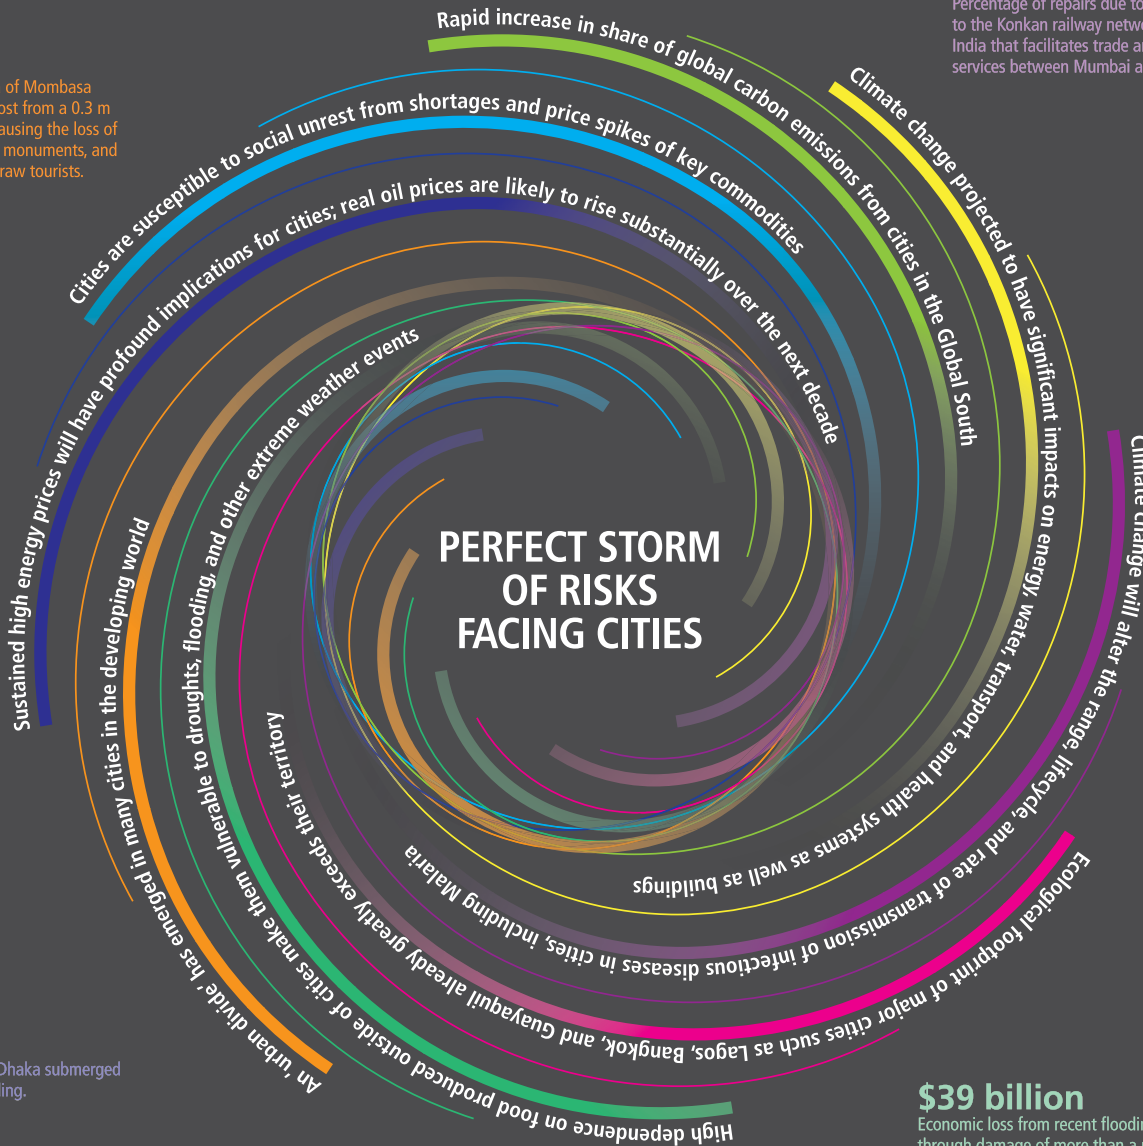 Percentage of repairs due to
to the Konkan railway netw
India that facilitates trade a
services between Mumbai a
of Mombasa
ost from a 0.3 m
ausing the loss of
monuments, and
raw tourists.
Rapid increase in share of global carbon emissions from cities in the Global South
Climate change projected to have significant impacts on energy, water, transport, and health systems as well as buildings
Cities are susceptible to social unrest from shortages and price spikes of key commodities
Sustained high energy prices will have profound implications for cities; real oil prices are likely to rise substantially over the next decade
Climate change will alter the range, lifecycle, and rate of transmission of infectious diseases in cities, including, Malaria
Ecological footprint of major cities such as Lagos, Bangkok, and Guayaquil already greatly exceeds their territory
High dependence on food produced outside of cities make them vulnerable to droughts, flooding, and other extreme weather events
An ‘urban divide’ has emerged in many cities in the developing world
PERFECT STORM
OF RISKS
FACING CITIES
Dhaka submerged
ding.
$39 billion
Economic loss from recent floodin
through damage of more than a